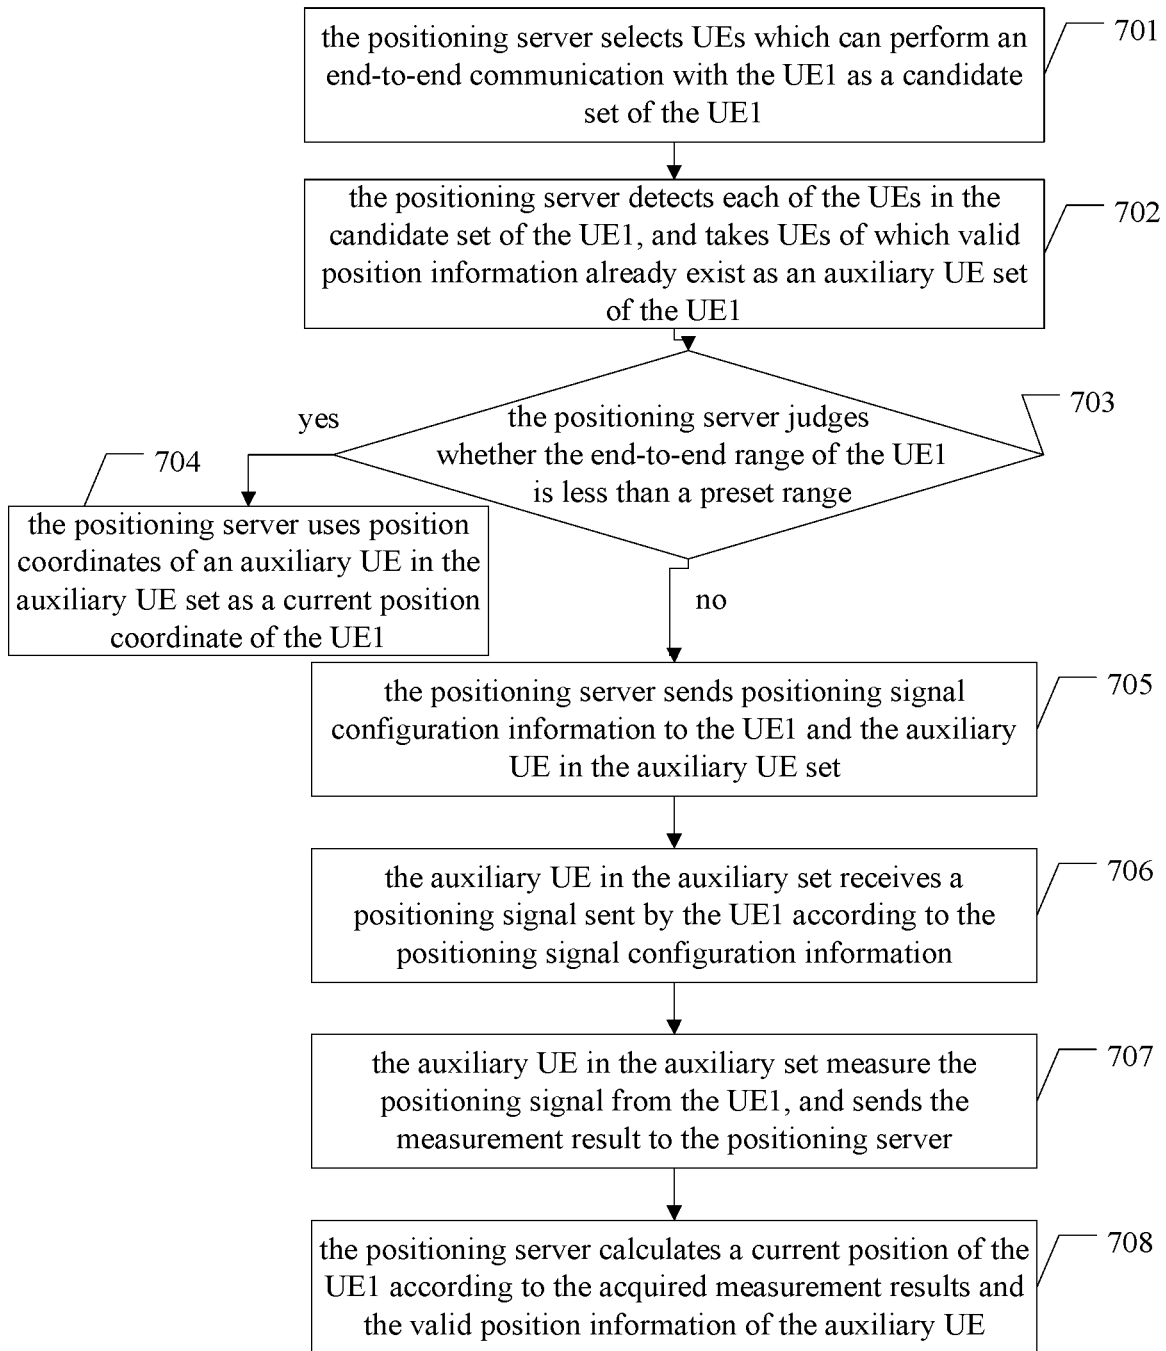 the positioning server selects UEs which can perform an
end-to-end communication with the UE1 as a candidate
set of the UE1
701
the positioning server detects each of the UEs in the
candidate set of the UE1, and takes UEs of which valid
position information already exist as an auxiliary UE set
of the UE1
702
the positioning server judges
whether the end-to-end range of the UE1
is less than a preset range
703
yes
704
the positioning server uses position
coordinates of an auxiliary UE in the
auxiliary UE set as a current position
coordinate of the UE1
no
the positioning server sends positioning signal
configuration information to the UE1 and the auxiliary
UE in the auxiliary UE set
705
the auxiliary UE in the auxiliary set receives a
positioning signal sent by the UE1 according to the
positioning signal configuration information
706
the auxiliary UE in the auxiliary set measure the
positioning signal from the UE1, and sends the
measurement result to the positioning server
707
the positioning server calculates a current position of the
UE1 according to the acquired measurement results and
the valid position information of the auxiliary UE
708